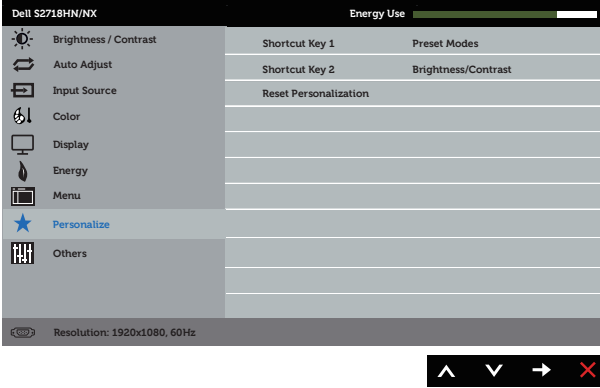 Dell S2718HN/NX Energy Use
Brightness / Contrast
Auto Adjust
Input Source
Color
Display
Energy
Menu
Personalize
Others
Shortcut Key 1 Preset Modes
Shortcut Key 2 Brightness/Contrast
Reset Personalization
Resolution: 1920x1080, 60Hz